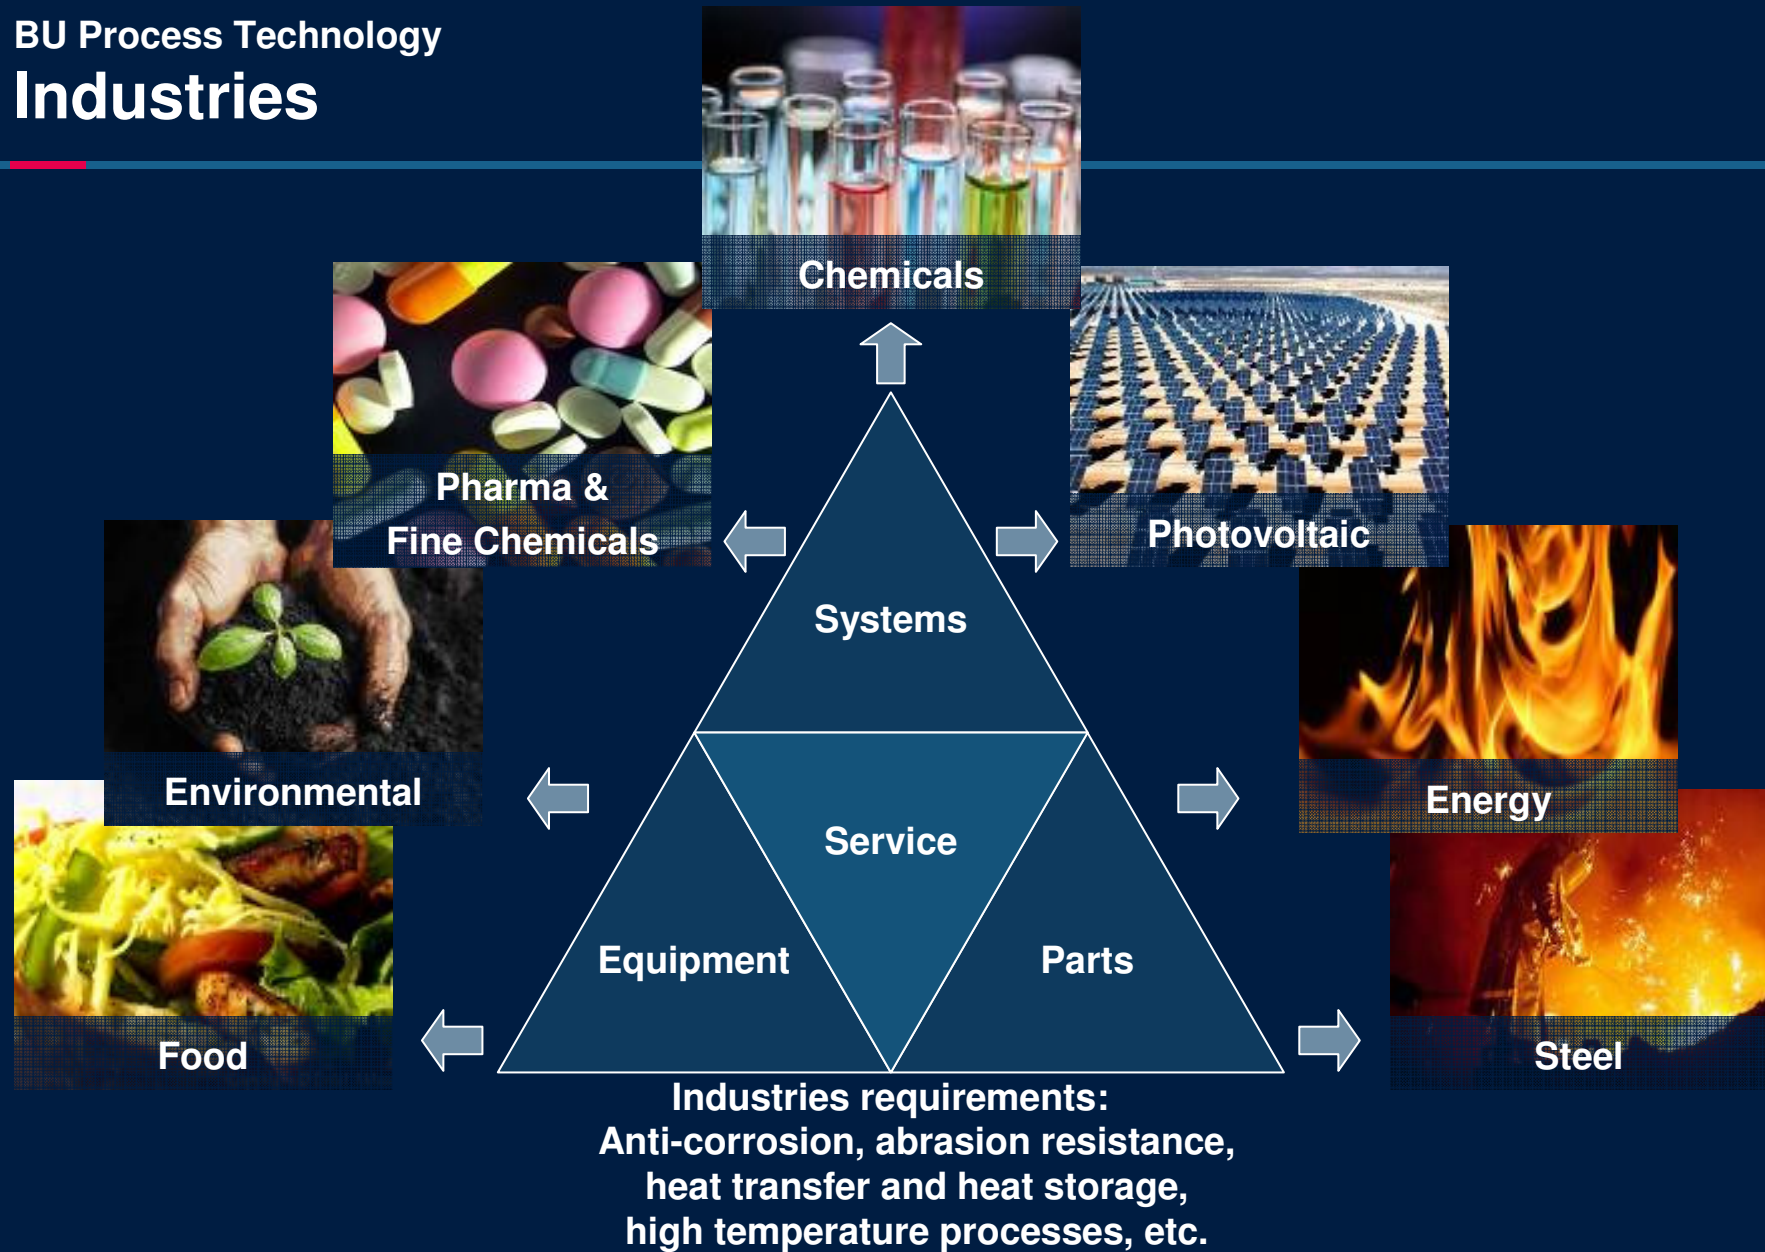 BU Process Technology
Industries
Chemicals
Pharma &
Fine Chemicals
Photovoltaic
Environmental
Energy
Food
Steel
Systems
Service
Equipment
Parts
Industries requirements:
Anti-corrosion, abrasion resistance,
heat transfer and heat storage,
high temperature processes, etc.